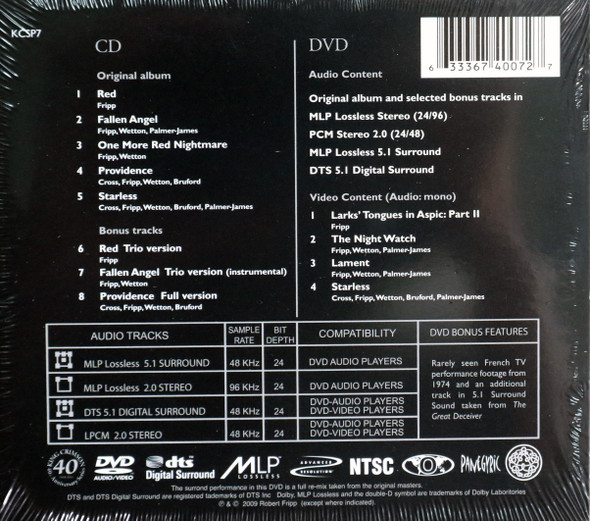 KCSP7
CD
Original album
1 Red
Fripp
2 Fallen Angel
Fripp, Wetton, Palmer-James
3 One More Red Nightmare
Fripp, Wetton
4 Providence
Cross, Fripp, Wetton, Bruford
5 Starless
Cross, Fripp, Wetton, Bruford, Palmer-James
Bonus tracks
6 Red Trio version
Fripp
7 Fallen Angel Trio version (instrumental)
Fripp, Wetton
8 Providence Full version
Cross, Fripp, Wetton, Bruford
DVD
6 33367 40072 7
Audio Content
Original album and selected bonus tracks in
MLP Lossless Stereo (24/96)
PCM Stereo 2.0 (24/48)
MLP Lossless 5.1 Surround
DTS 5.1 Digital Surround
Video Content (Audio: mono)
1 Larks' Tongues in Aspic: Part II
Fripp
2 The Night Watch
Fripp, Wetton, Palmer-James
3 Lament
Fripp, Wetton, Palmer-James
4 Starless
Cross, Fripp, Wetton, Bruford, Palmer-James
AUDIO TRACKS SAMPLE RATE BIT DEPTH COMPATIBILITY DVD BONUS FEATURES
MLP Lossless 5.1 SURROUND 48 KHz 24 DVD AUDIO PLAYERS
MLP Lossless 2.0 STEREO 96 KHz 24 DVD AUDIO PLAYERS
DTS 5.1 DIGITAL SURROUND 48 KHz 24 DVD-AUDIO PLAYERS
DVD-VIDEO PLAYERS
LPCM 2.0 STEREO 48 KHz 24 DVD-AUDIO PLAYERS
DVD-VIDEO PLAYERS
Rarely seen French TV
performance footage from
1974 and an additional
track in 5.1 Surround
Sound taken from The
Great Deceiver
KING CRIMSON 40
DVD AUDIO/VIDEO
dts Digital Surround
MLP LOSSLESS
ADVANCED RESOLUTION
NTSC
PANEGYRIC
The surround performance in this DVD is a full re-mix taken from the original masters.
DTS and DTS Digital Surround are registered trademarks of DTS Inc Dolby, MLP Lossless and the double-D symbol are trademarks of Dolby Laboritories
℗ & © 2009 Robert Fripp (except where indicated).